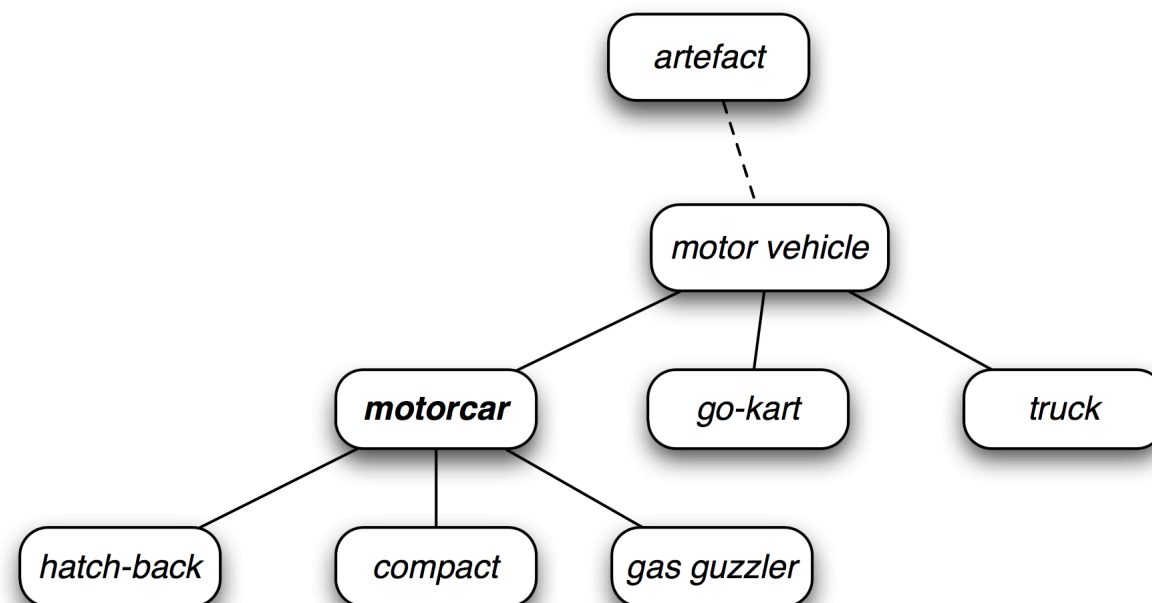 artefact
motor vehicle
motorcar
go-kart
truck
hatch-back
compact
gas guzzler